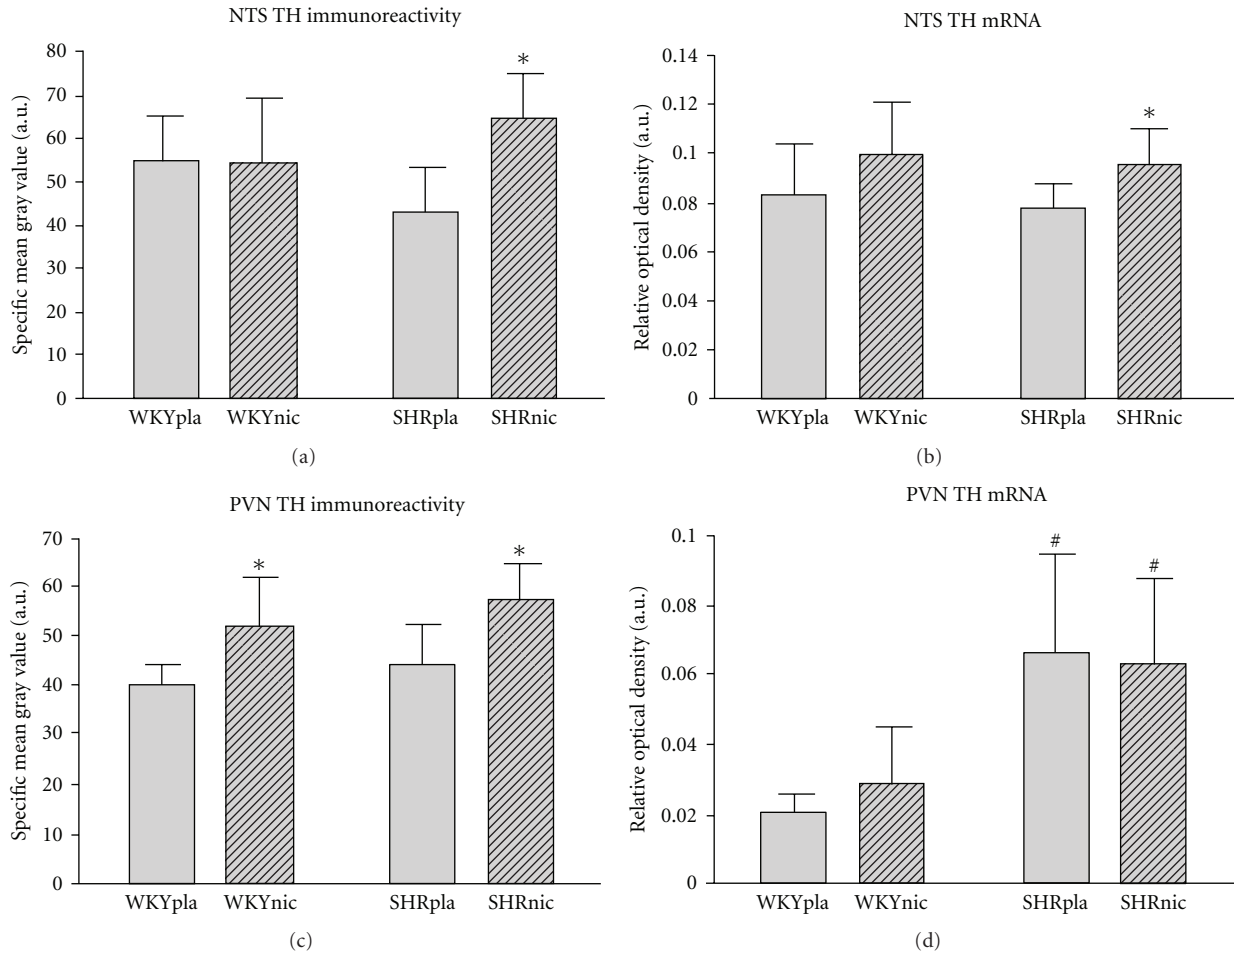 NTS TH immunoreactivity
Specific mean gray value (a.u.)
80
70
60
50
40
30
20
10
0
*
WKYpla WKYnic SHRpla SHRnic
(a)
NTS TH mRNA
Relative optical density (a.u.)
0.14
0.12
0.1
0.08
0.06
0.04
0.02
0
*
WKYpla WKYnic SHRpla SHRnic
(b)
PVN TH immunoreactivity
Specific mean gray value (a.u.)
70
60
50
40
30
20
10
0
* *
WKYpla WKYnic SHRpla SHRnic
(c)
PVN TH mRNA
Relative optical density (a.u.)
0.1
0.08
0.06
0.04
0.02
0
# #
WKYpla WKYnic SHRpla SHRnic
(d)